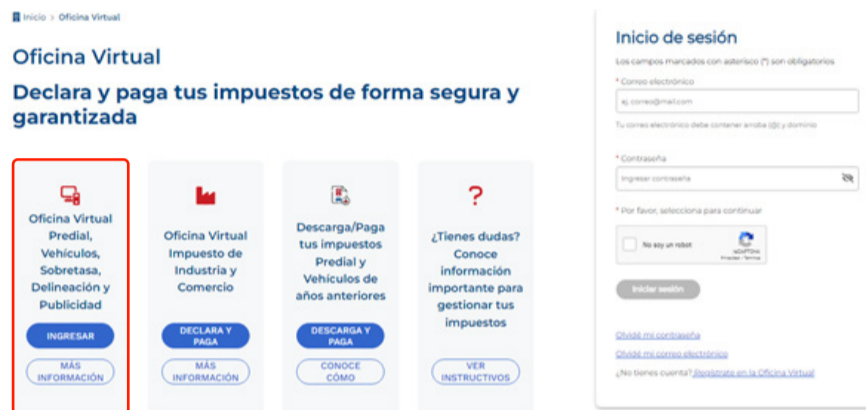 Inicio > Oficina Virtual
Oficina Virtual
Declara y paga tus impuestos de forma segura y
garantizada
Oficina Virtual
Predial,
Vehículos,
Sobretasa,
Delineación y
Publicidad
INGRESAR
MÁS
INFORMACIÓN
Oficina Virtual
Impuesto de
Industria y
Comercio
DECLARA Y
PAGA
MÁS
INFORMACIÓN
Descarga/Paga
tus impuestos
Predial y
Vehículos de
años anteriores
DESCARGA Y
PAGA
CONOCE
CÓMO
?
¿Tienes dudas?
Conoce
información
importante para
gestionar tus
impuestos
VER
INSTRUCTIVOS
Inicio de sesión
Los campos marcados con asterisco (*) son obligatorios
* Correo electrónico
ej. correo@mail.com
Tu correo electrónico debe contener arroba (@) y dominio
* Contraseña
Ingresar contraseña
* Por favor, selecciona para continuar
No soy un robot
reCAPTCHA
Privacidad - Términos
Iniciar sesión
Olvidé mi contraseña
Olvidé mi correo electrónico
¿No tienes cuenta? Regístrate en la Oficina Virtual